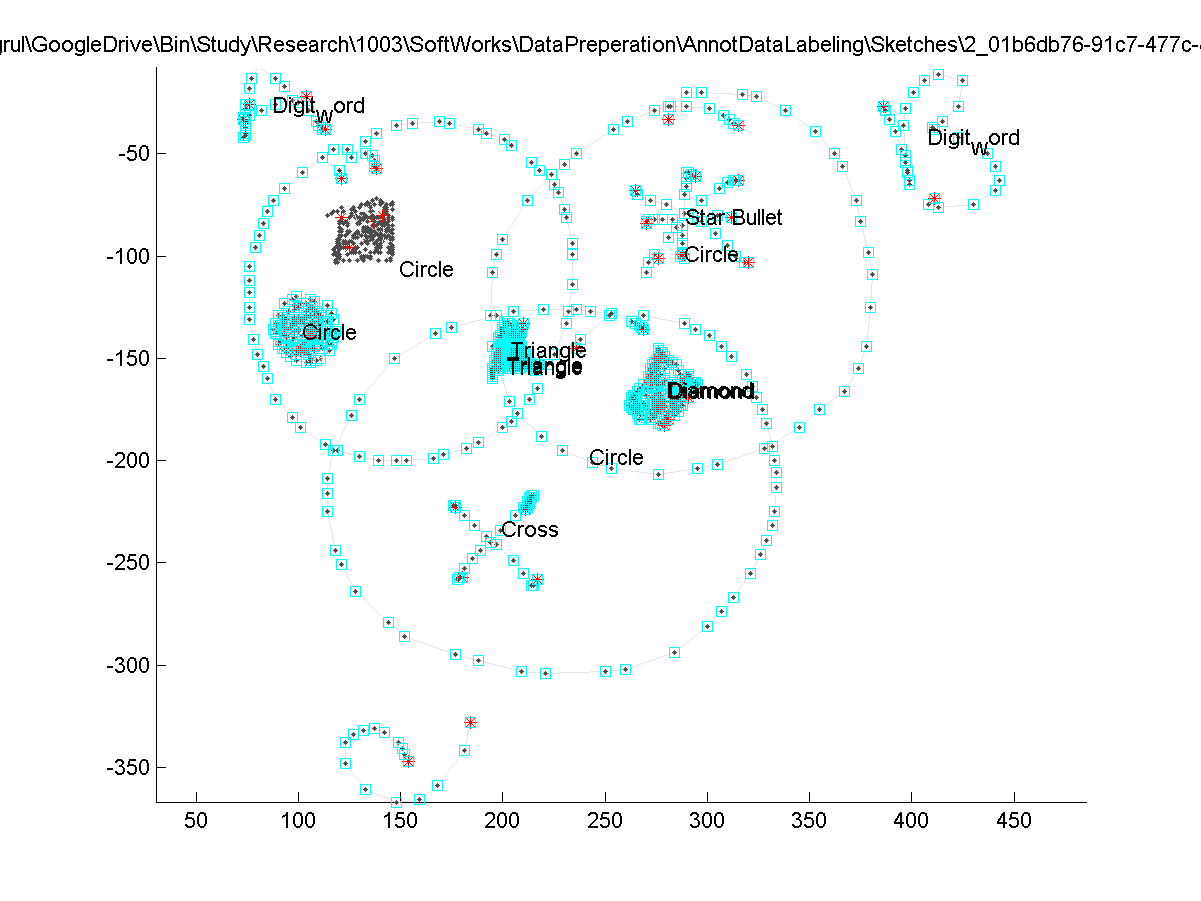 grul\GoogleDrive\Bin\Study\Research\1003\SoftWorks\DataPreperation\AnnotDataLabeling\Sketches\2_01b6db76-91c7-477c-
Digitword
Digitword
-50
Star Bullet
-100
Circle
Circle
Circle
-150
Triangle
Triangle
Diamond
-200
Circle
Cross
-250
-300
-350
50 100 150 200 250 300 350 400 450